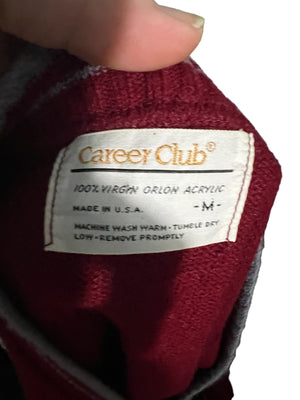 Career Club®
100% VIRGIN ORLON ACRYLIC
MADE IN U.S.A. -M-
MACHINE WASH WARM · TUMBLE DRY
LOW · REMOVE PROMPTLY